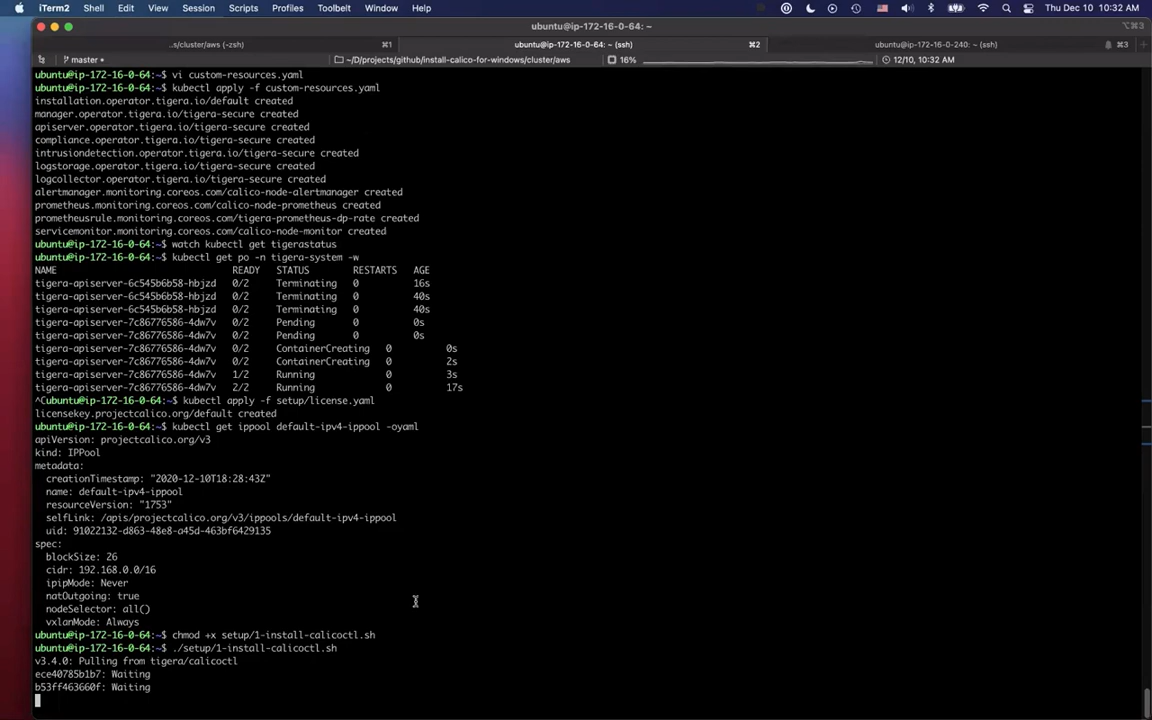 iTerm2 Shell Edit View Session Scripts Profiles Toolbelt Window Help Thu Dec 10 10:32 AM
ubuntu@ip-172-16-0-64: ~
⌥⌘3
..s/cluster/aws (-zsh) ⌘1 ubuntu@ip-172-16-0-64: ~ (ssh) ⌘2 ubuntu@ip-172-16-0-240: ~ (ssh) ⌘3
master ~/D/projects/github/install-calico-for-windows/cluster/aws 16% 12/10, 10:32 AM
ubuntu@ip-172-16-0-64:~$ vi custom-resources.yaml
ubuntu@ip-172-16-0-64:~$ kubectl apply -f custom-resources.yaml
installation.operator.tigera.io/default created
manager.operator.tigera.io/tigera-secure created
apiserver.operator.tigera.io/tigera-secure created
compliance.operator.tigera.io/tigera-secure created
intrusiondetection.operator.tigera.io/tigera-secure created
logstorage.operator.tigera.io/tigera-secure created
logcollector.operator.tigera.io/tigera-secure created
alertmanager.monitoring.coreos.com/calico-node-alertmanager created
prometheus.monitoring.coreos.com/calico-node-prometheus created
prometheusrule.monitoring.coreos.com/tigera-prometheus-dp-rate created
servicemonitor.monitoring.coreos.com/calico-node-monitor created
ubuntu@ip-172-16-0-64:~$ watch kubectl get tigerastatus
ubuntu@ip-172-16-0-64:~$ kubectl get po -n tigera-system -w
NAME READY STATUS RESTARTS AGE
tigera-apiserver-6c545b6b58-hbjzd 0/2 Terminating 0 16s
tigera-apiserver-6c545b6b58-hbjzd 0/2 Terminating 0 40s
tigera-apiserver-6c545b6b58-hbjzd 0/2 Terminating 0 40s
tigera-apiserver-7c86776586-4dw7v 0/2 Pending 0 0s
tigera-apiserver-7c86776586-4dw7v 0/2 Pending 0 0s
tigera-apiserver-7c86776586-4dw7v 0/2 ContainerCreating 0 0s
tigera-apiserver-7c86776586-4dw7v 0/2 ContainerCreating 0 2s
tigera-apiserver-7c86776586-4dw7v 1/2 Running 0 3s
tigera-apiserver-7c86776586-4dw7v 2/2 Running 0 17s
^Cubuntu@ip-172-16-0-64:~$ kubectl apply -f setup/license.yaml
licensekey.projectcalico.org/default created
ubuntu@ip-172-16-0-64:~$ kubectl get ippool default-ipv4-ippool -oyaml
apiVersion: projectcalico.org/v3
kind: IPPool
metadata:
  creationTimestamp: "2020-12-10T18:28:43Z"
  name: default-ipv4-ippool
  resourceVersion: "1753"
  selfLink: /apis/projectcalico.org/v3/ippools/default-ipv4-ippool
  uid: 91022132-d863-48e8-a45d-463bf6429135
spec:
  blockSize: 26
  cidr: 192.168.0.0/16
  ipipMode: Never
  natOutgoing: true
  nodeSelector: all()
  vxlanMode: Always
ubuntu@ip-172-16-0-64:~$ chmod +x setup/1-install-calicoctl.sh
ubuntu@ip-172-16-0-64:~$ ./setup/1-install-calicoctl.sh
v3.4.0: Pulling from tigera/calicoctl
ece40785b1b7: Waiting
b53ff463660f: Waiting